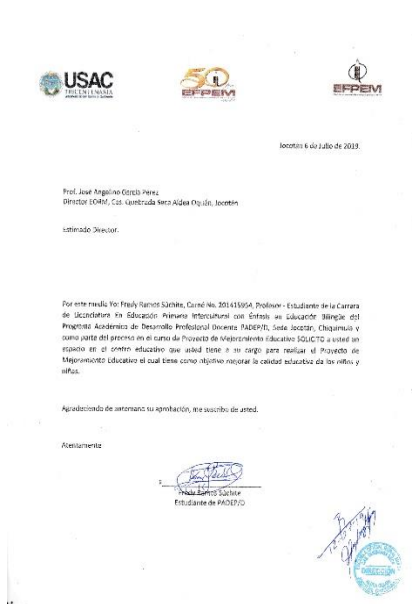 USAC
TRICENTENARIA
50
EFPEM
EFPEM
Jocotán 6 de Julio de 2019.
Prof. José Angelino García Pérez
Director EORM, Cas. Quebrada Seca Aldea Oquén, Jocotán
Estimado Director.
Por este medio Yo: Fredy Ramos Súchite, Carné No. 201415954, Profesor - Estudiante de la Carrera
de Licenciatura En Educación Primaria Intercultural con Énfasis en Educación Bilingüe del
Programa Académico de Desarrollo Profesional Docente PADEP/D, Sede Jocotán, Chiquimula y
como parte del proceso en el curso de Proyecto de Mejoramiento Educativo SOLICITO a usted un
espacio en el centro educativo que usted tiene a su cargo para realizar el Proyecto de
Mejoramiento Educativo el cual tiene como objetivo mejorar la calidad educativa de los niños y
niñas.
Agradeciendo de antemano su aprobación, me suscribo de usted.
Atentamente
Fredy Ramos Súchite
Estudiante de PADEP/D
DIRECCION